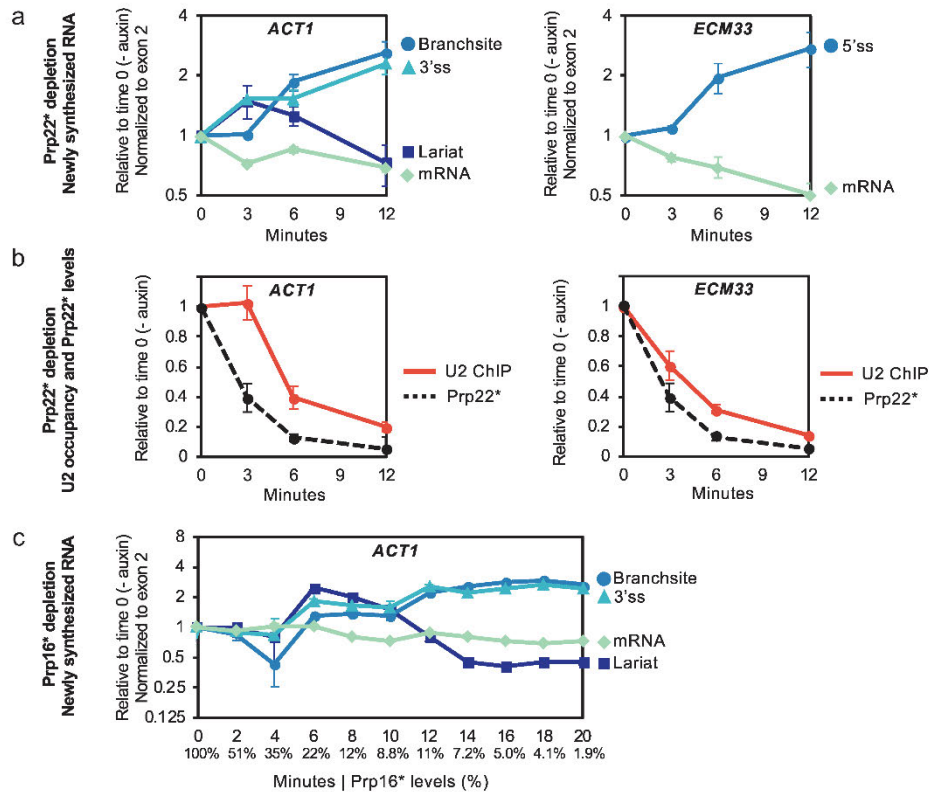 a
Prp22* depletion
Newly synthesized RNA
Relative to time 0 (- auxin)
Normalized to exon 2
ACT1
4
2
1
0.5
0 3 6 9 12
Minutes
Branchsite
3'ss
Lariat
mRNA
Relative to time 0 (- auxin)
Normalized to exon 2
ECM33
4
2
1
0.5
0 3 6 9 12
Minutes
5'ss
mRNA
b
Prp22* depletion
U2 occupancy and Prp22* levels
Relative to time 0 (- auxin)
ACT1
1
0.8
0.6
0.4
0.2
0
0 3 6 9 12
Minutes
U2 ChIP
Prp22*
Relative to time 0 (- auxin)
ECM33
1
0.8
0.6
0.4
0.2
0
0 3 6 9 12
Minutes
U2 ChIP
Prp22*
c
Prp16* depletion
Newly synthesized RNA
Relative to time 0 (- auxin)
Normalized to exon 2
ACT1
8
4
2
1
0.5
0.25
0.125
0 2 4 6 8 10 12 14 16 18 20
100% 51% 35% 22% 12% 8.8% 11% 7.2% 5.0% 4.1% 1.9%
Minutes | Prp16* levels (%)
Branchsite
3'ss
mRNA
Lariat